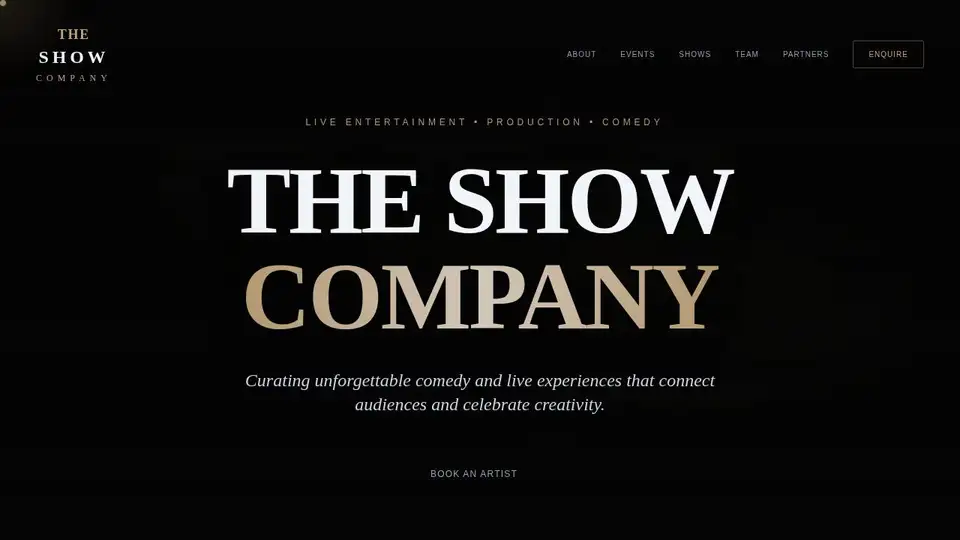 THE
SHOW
COMPANY
ABOUT EVENTS SHOWS TEAM PARTNERS ENQUIRE
LIVE ENTERTAINMENT • PRODUCTION • COMEDY
THE SHOW
COMPANY
Curating unforgettable comedy and live experiences that connect
audiences and celebrate creativity.
BOOK AN ARTIST